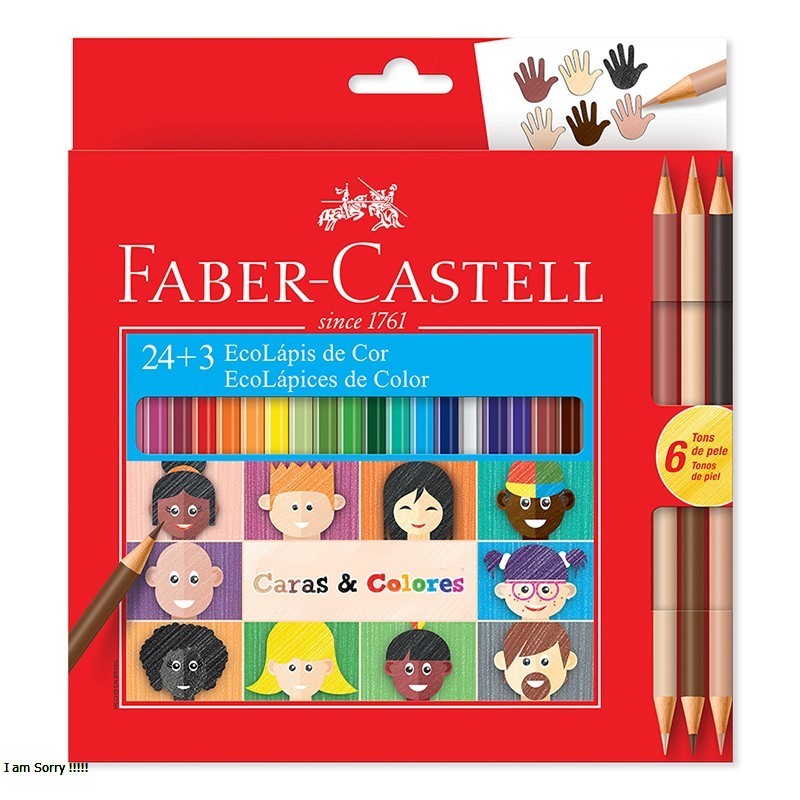 FABER-CASTELL
since 1761
24+3 EcoLápis de Cor
EcoLápices de Color
6 Tons
de pele
Tonos
de piel
Caras & Colores
I am Sorry !!!!!